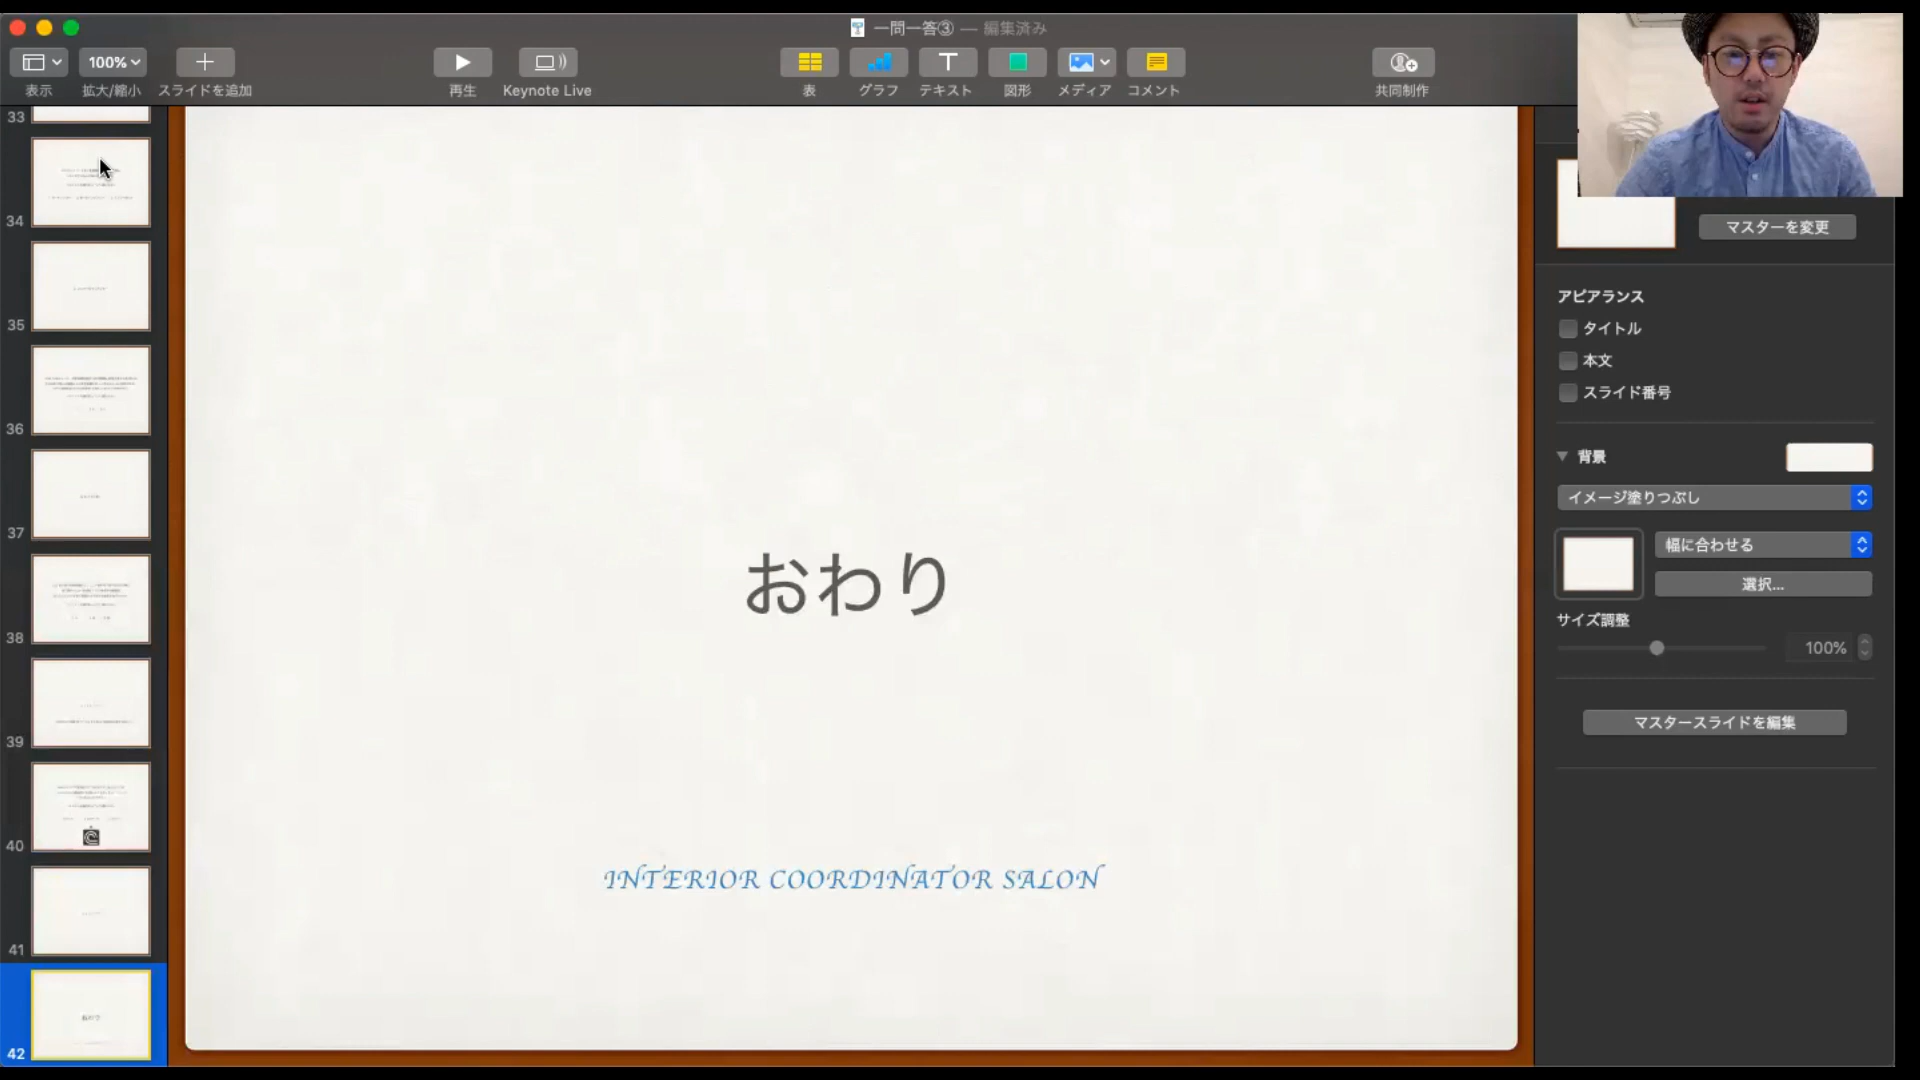 一問一答③ — 編集済み
100%
表示
拡大/縮小
スライドを追加
再生
Keynote Live
表
グラフ
テキスト
図形
メディア
コメント
共同制作
33
34
35
36
37
38
39
40
41
42
おわり
おわり
INTERIOR COORDINATOR SALON
マスターを変更
アピアランス
タイトル
本文
スライド番号
背景
イメージ塗りつぶし
幅に合わせる
選択...
サイズ調整
100%
マスタースライドを編集